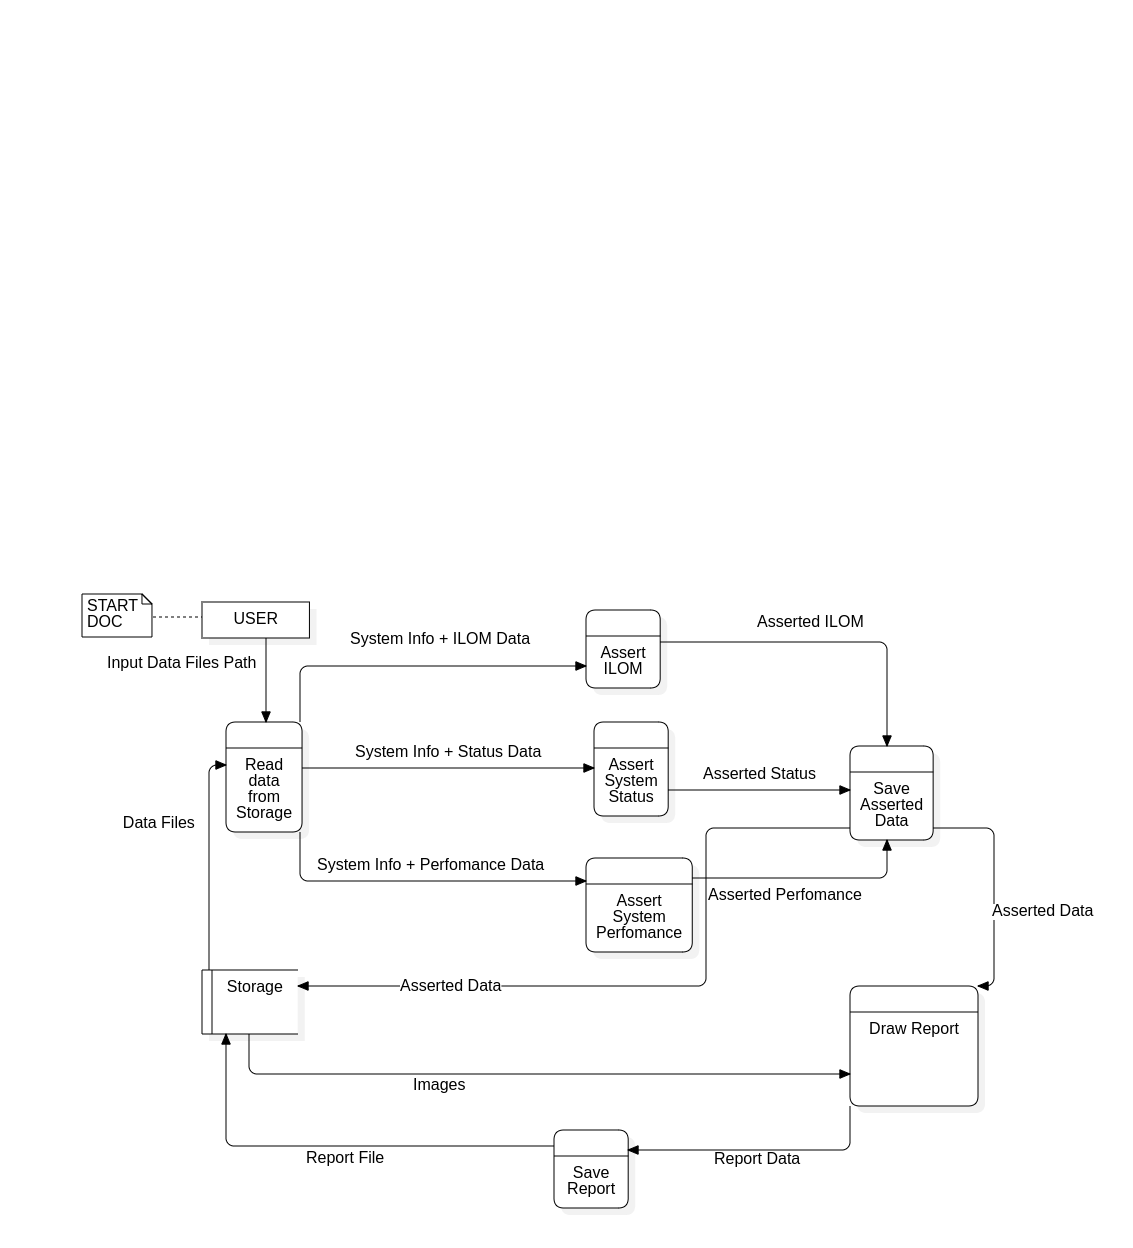 START
DOC
USER
Input Data Files Path
System Info + ILOM Data
Assert
ILOM
Asserted ILOM
Read
data
from
Storage
System Info + Status Data
Assert
System
Status
Asserted Status
Save
Asserted
Data
Data Files
System Info + Perfomance Data
Assert
System
Perfomance
Asserted Perfomance
Asserted Data
Storage
Asserted Data
Draw Report
Images
Report File
Save
Report
Report Data